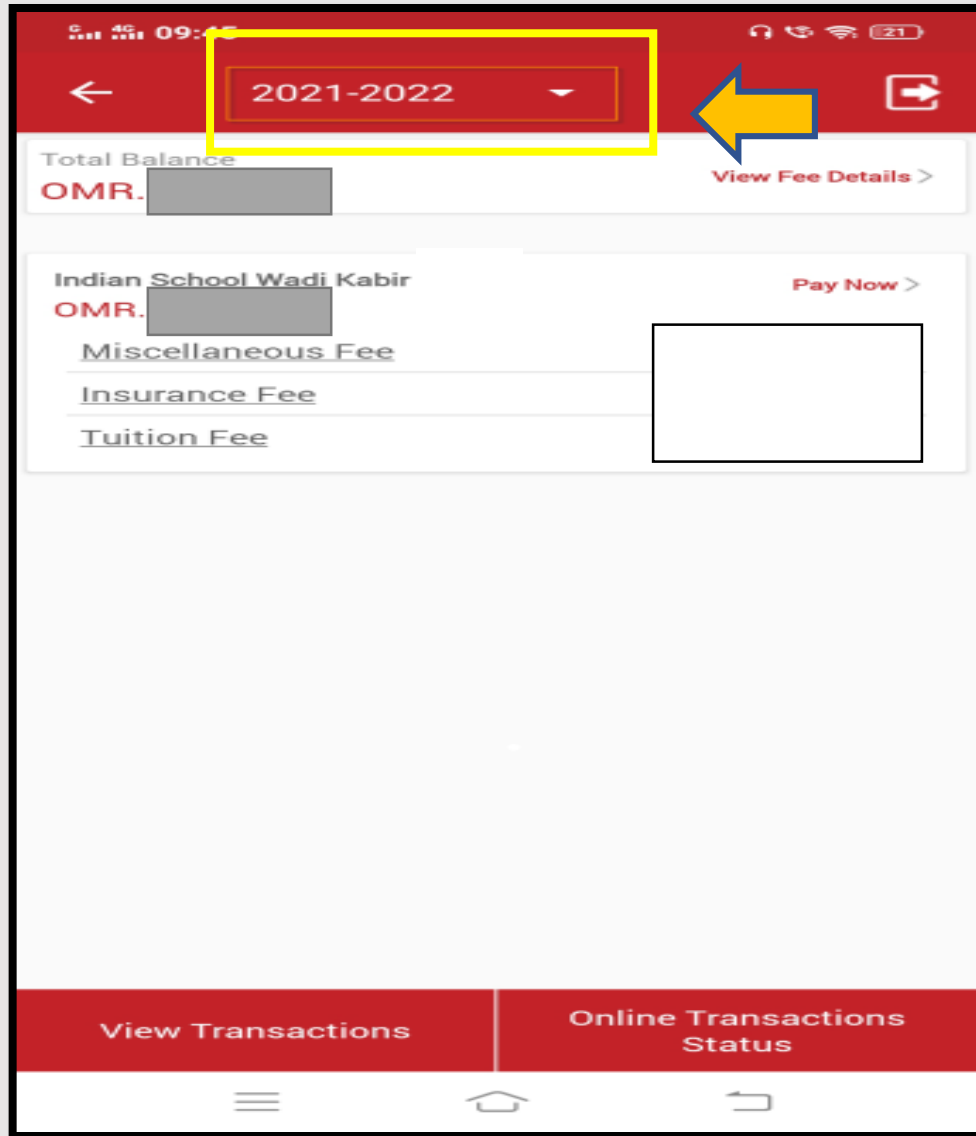 09:45
21
2021-2022
Total Balance
OMR.
View Fee Details >
Indian School Wadi Kabir
OMR.
Pay Now >
Miscellaneous Fee
Insurance Fee
Tuition Fee
View Transactions
Online Transactions
Status